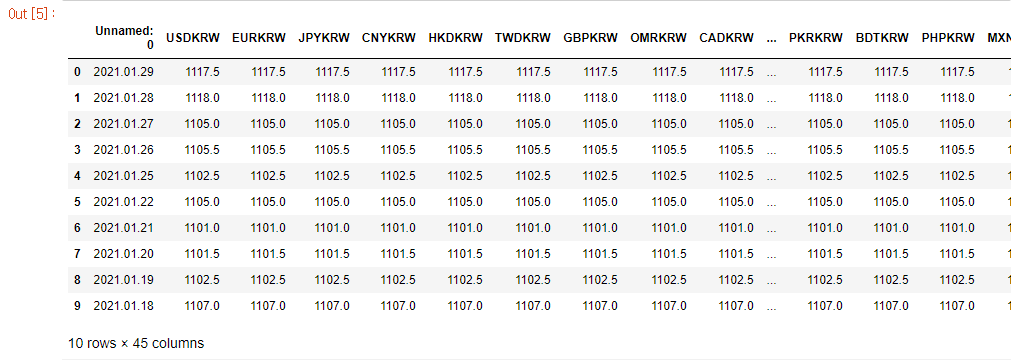 Out [5]:
Unnamed: 0 USDKRW EURKRW JPYKRW CNYKRW HKDKRW TWDKRW GBPKRW OMRKRW CADKRW ... PKRKRW BDTKRW PHPKRW MXN
0 2021.01.29 1117.5 1117.5 1117.5 1117.5 1117.5 1117.5 1117.5 1117.5 1117.5 ... 1117.5 1117.5 1117.5
1 2021.01.28 1118.0 1118.0 1118.0 1118.0 1118.0 1118.0 1118.0 1118.0 1118.0 ... 1118.0 1118.0 1118.0
2 2021.01.27 1105.0 1105.0 1105.0 1105.0 1105.0 1105.0 1105.0 1105.0 1105.0 ... 1105.0 1105.0 1105.0
3 2021.01.26 1105.5 1105.5 1105.5 1105.5 1105.5 1105.5 1105.5 1105.5 1105.5 ... 1105.5 1105.5 1105.5
4 2021.01.25 1102.5 1102.5 1102.5 1102.5 1102.5 1102.5 1102.5 1102.5 1102.5 ... 1102.5 1102.5 1102.5
5 2021.01.22 1105.0 1105.0 1105.0 1105.0 1105.0 1105.0 1105.0 1105.0 1105.0 ... 1105.0 1105.0 1105.0
6 2021.01.21 1101.0 1101.0 1101.0 1101.0 1101.0 1101.0 1101.0 1101.0 1101.0 ... 1101.0 1101.0 1101.0
7 2021.01.20 1101.5 1101.5 1101.5 1101.5 1101.5 1101.5 1101.5 1101.5 1101.5 ... 1101.5 1101.5 1101.5
8 2021.01.19 1102.5 1102.5 1102.5 1102.5 1102.5 1102.5 1102.5 1102.5 1102.5 ... 1102.5 1102.5 1102.5
9 2021.01.18 1107.0 1107.0 1107.0 1107.0 1107.0 1107.0 1107.0 1107.0 1107.0 ... 1107.0 1107.0 1107.0
10 rows × 45 columns